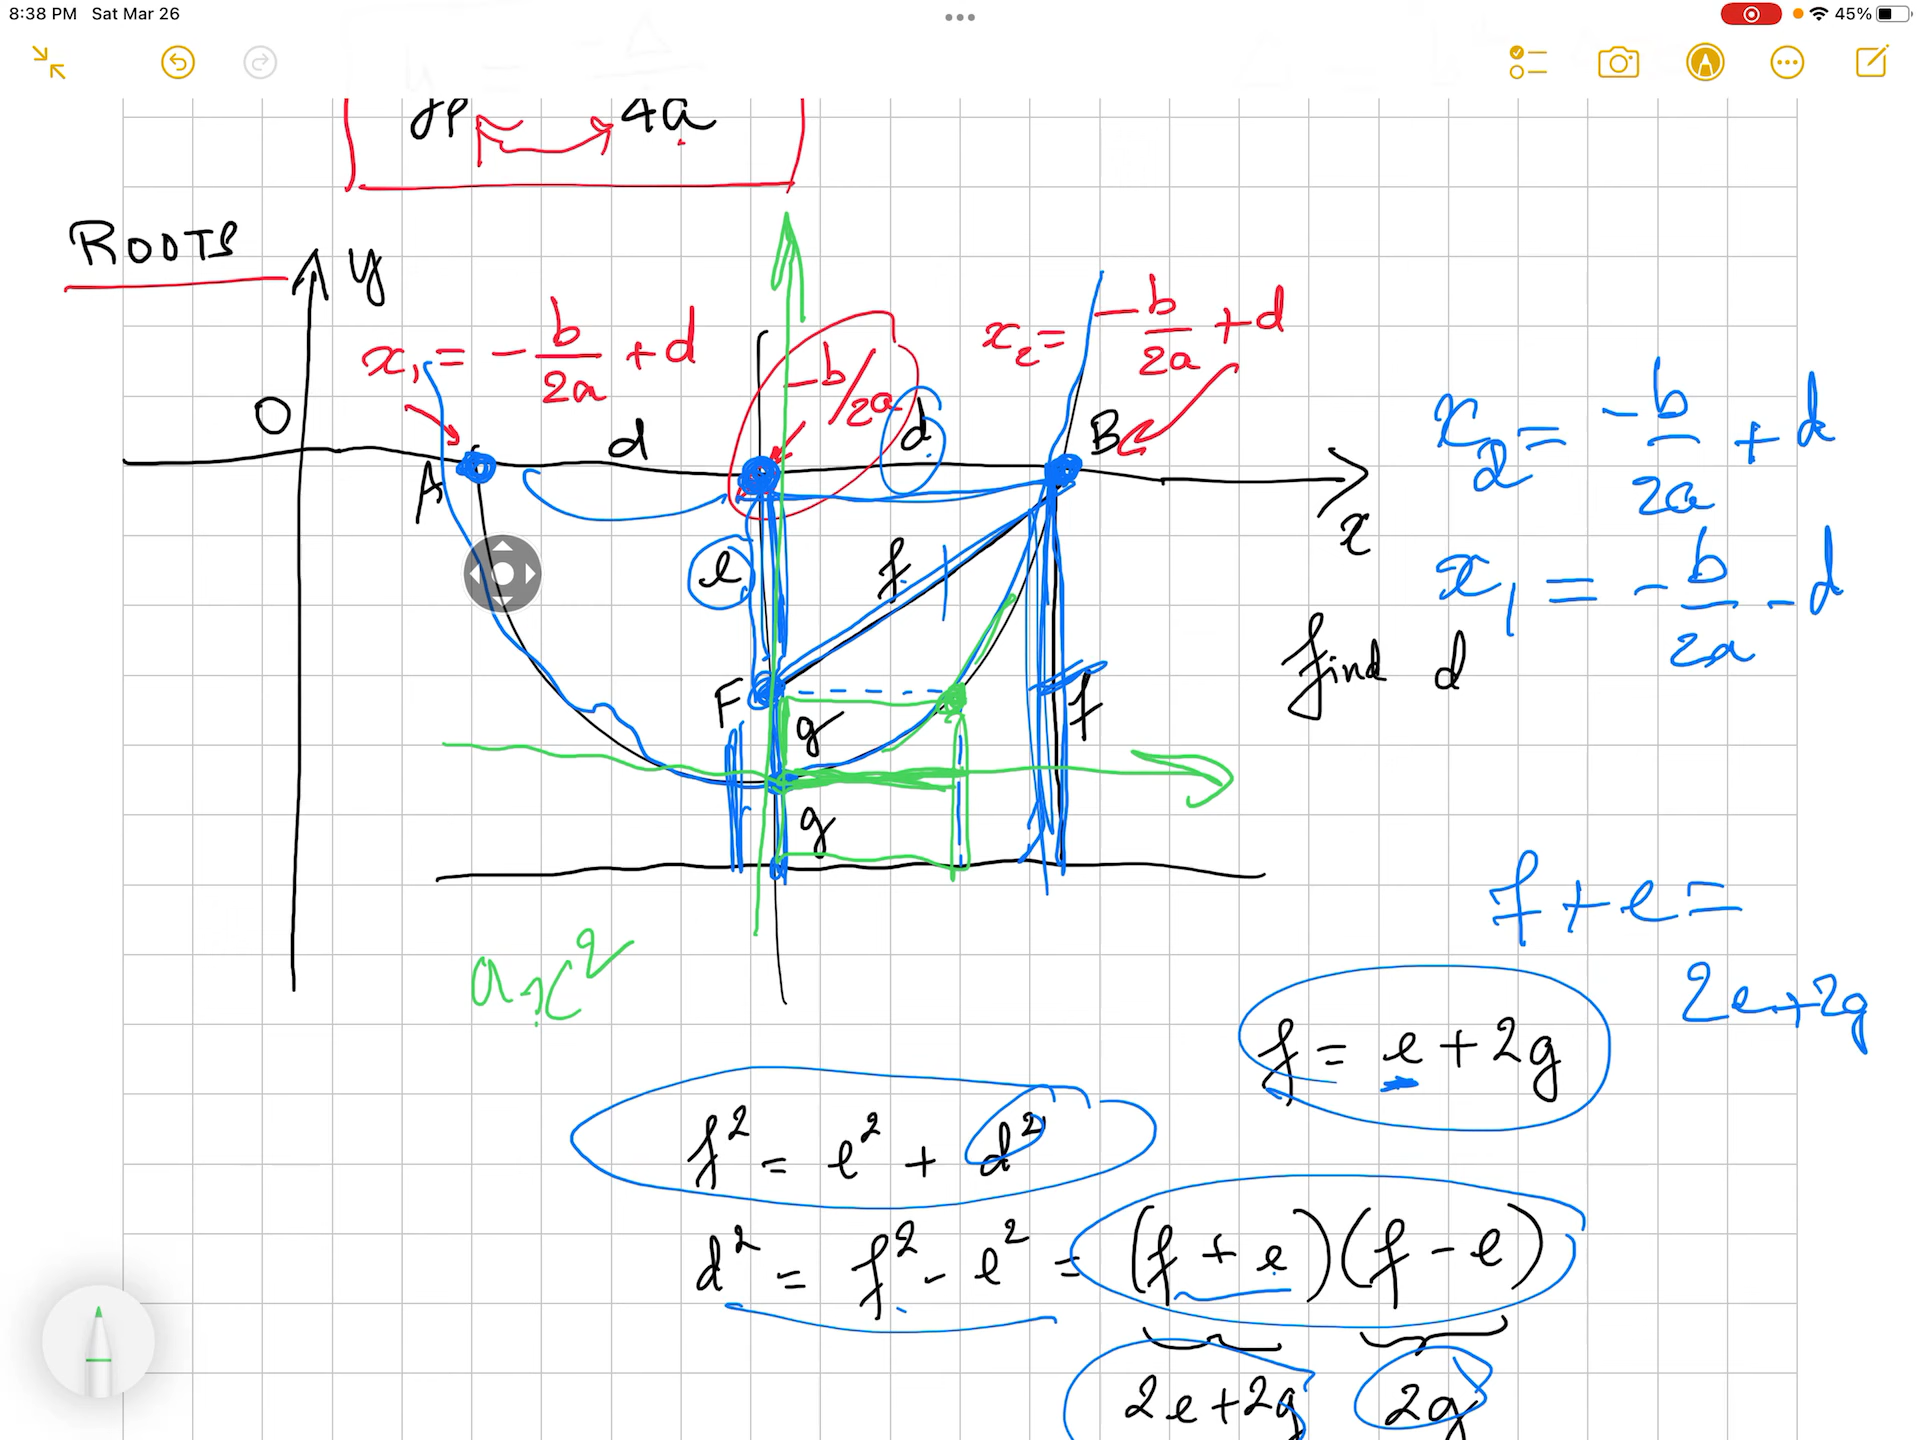 8:38 PM Sat Mar 26
45%
4a
ROOTS
y
x₁ = -b/2a + d
-b/2a
x₂ = -b/2a + d
O
d
d
B
A
x
e
f
F
g
f
g
x₂ = -b/2a + d
x₁ = -b/2a - d
find d
ax²
f + e =
2e+2g
f = e + 2g
f² = e² + d²
d² = f² - e² = (f + e)(f - e)
2e+2g 2g